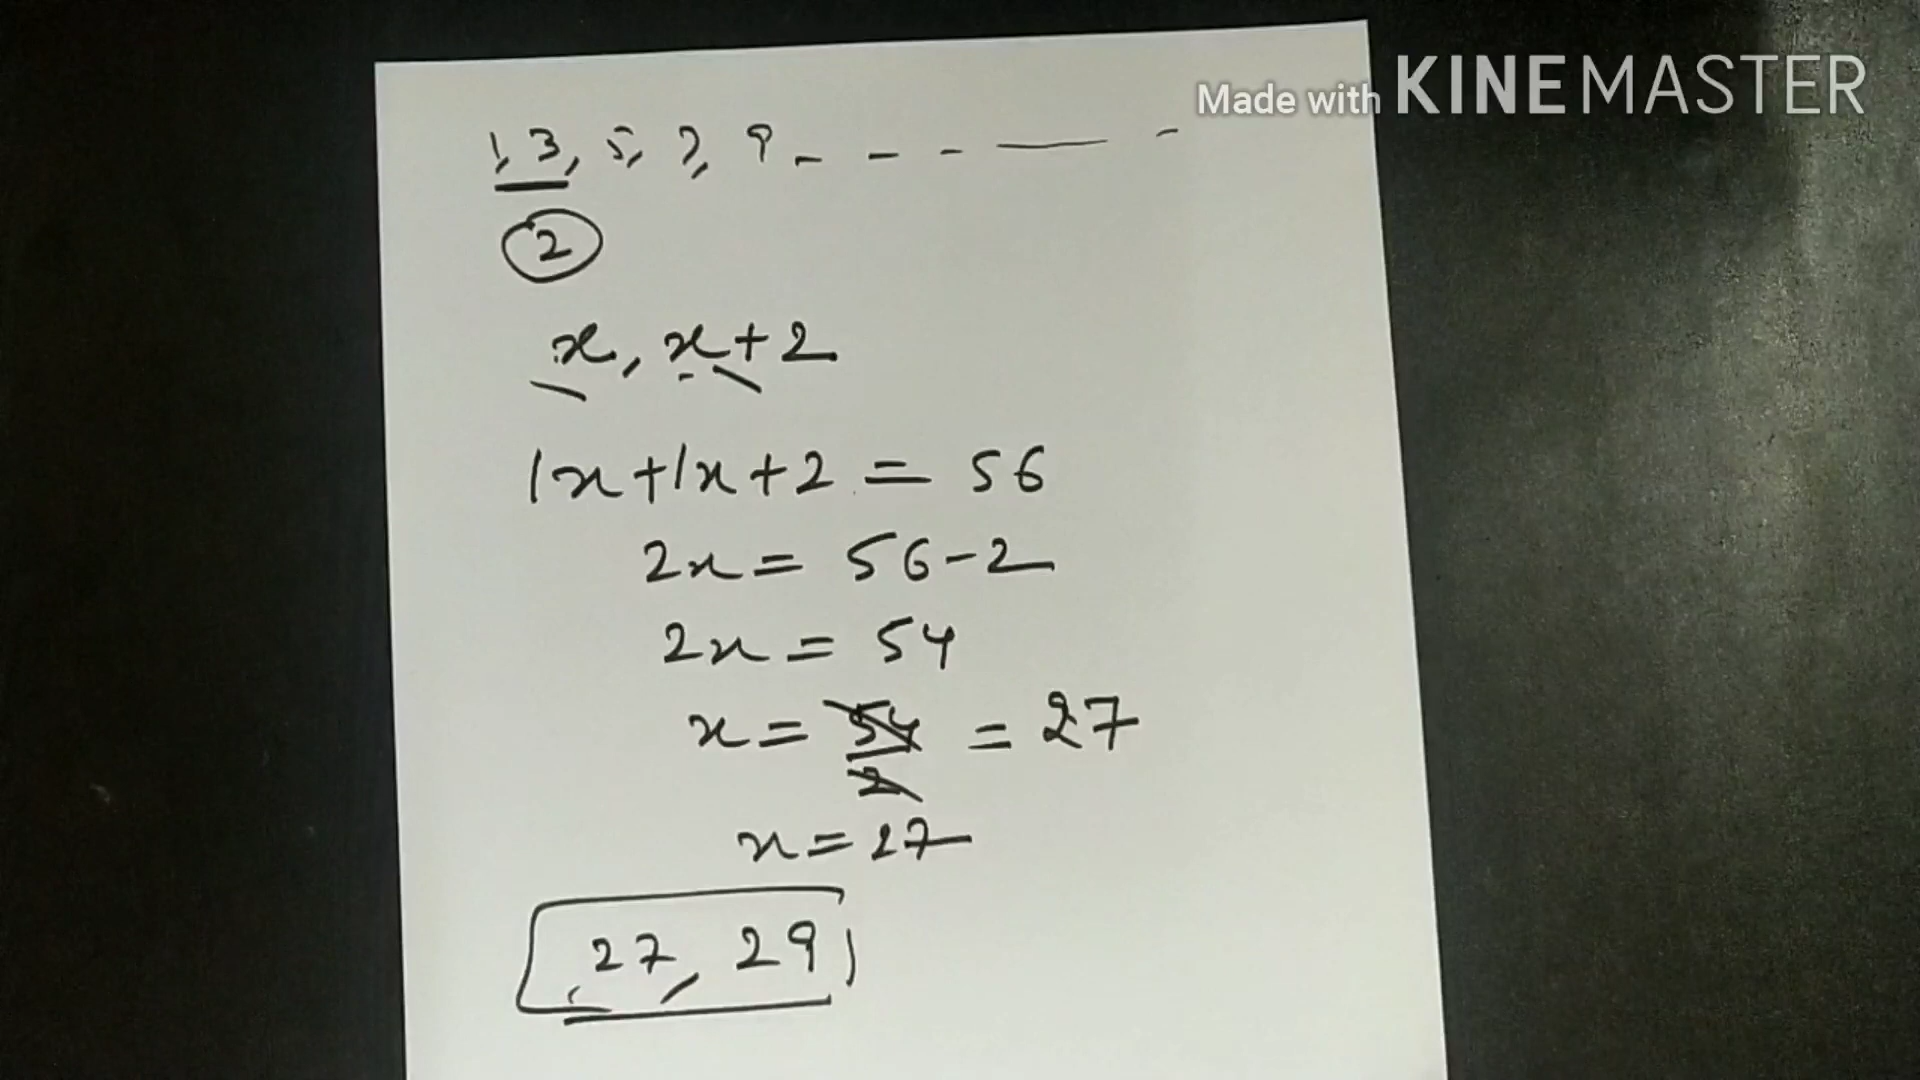 Made with KINEMASTER
1, 3, 5, 7, 9 - - - — -
2
x, x+2
1x+1x+2 = 56
2x = 56-2
2x = 54
x = 54/2 = 27
x = 27
27, 29